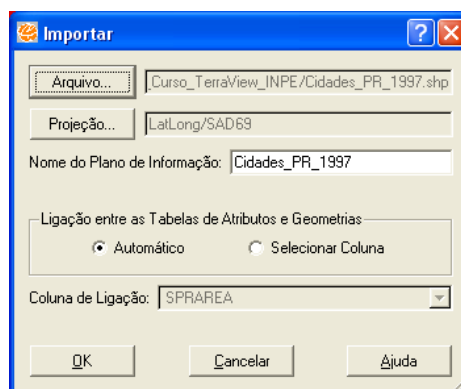 Importar
Arquivo... _Curso_TerraView_INPE/Cidades_PR_1997.shp
Projeção... LatLong/SAD69
Nome do Plano de Informação: Cidades_PR_1997
Ligação entre as Tabelas de Atributos e Geometrias
Automático Selecionar Coluna
Coluna de Ligação: SPRAREA
OK Cancelar Ajuda